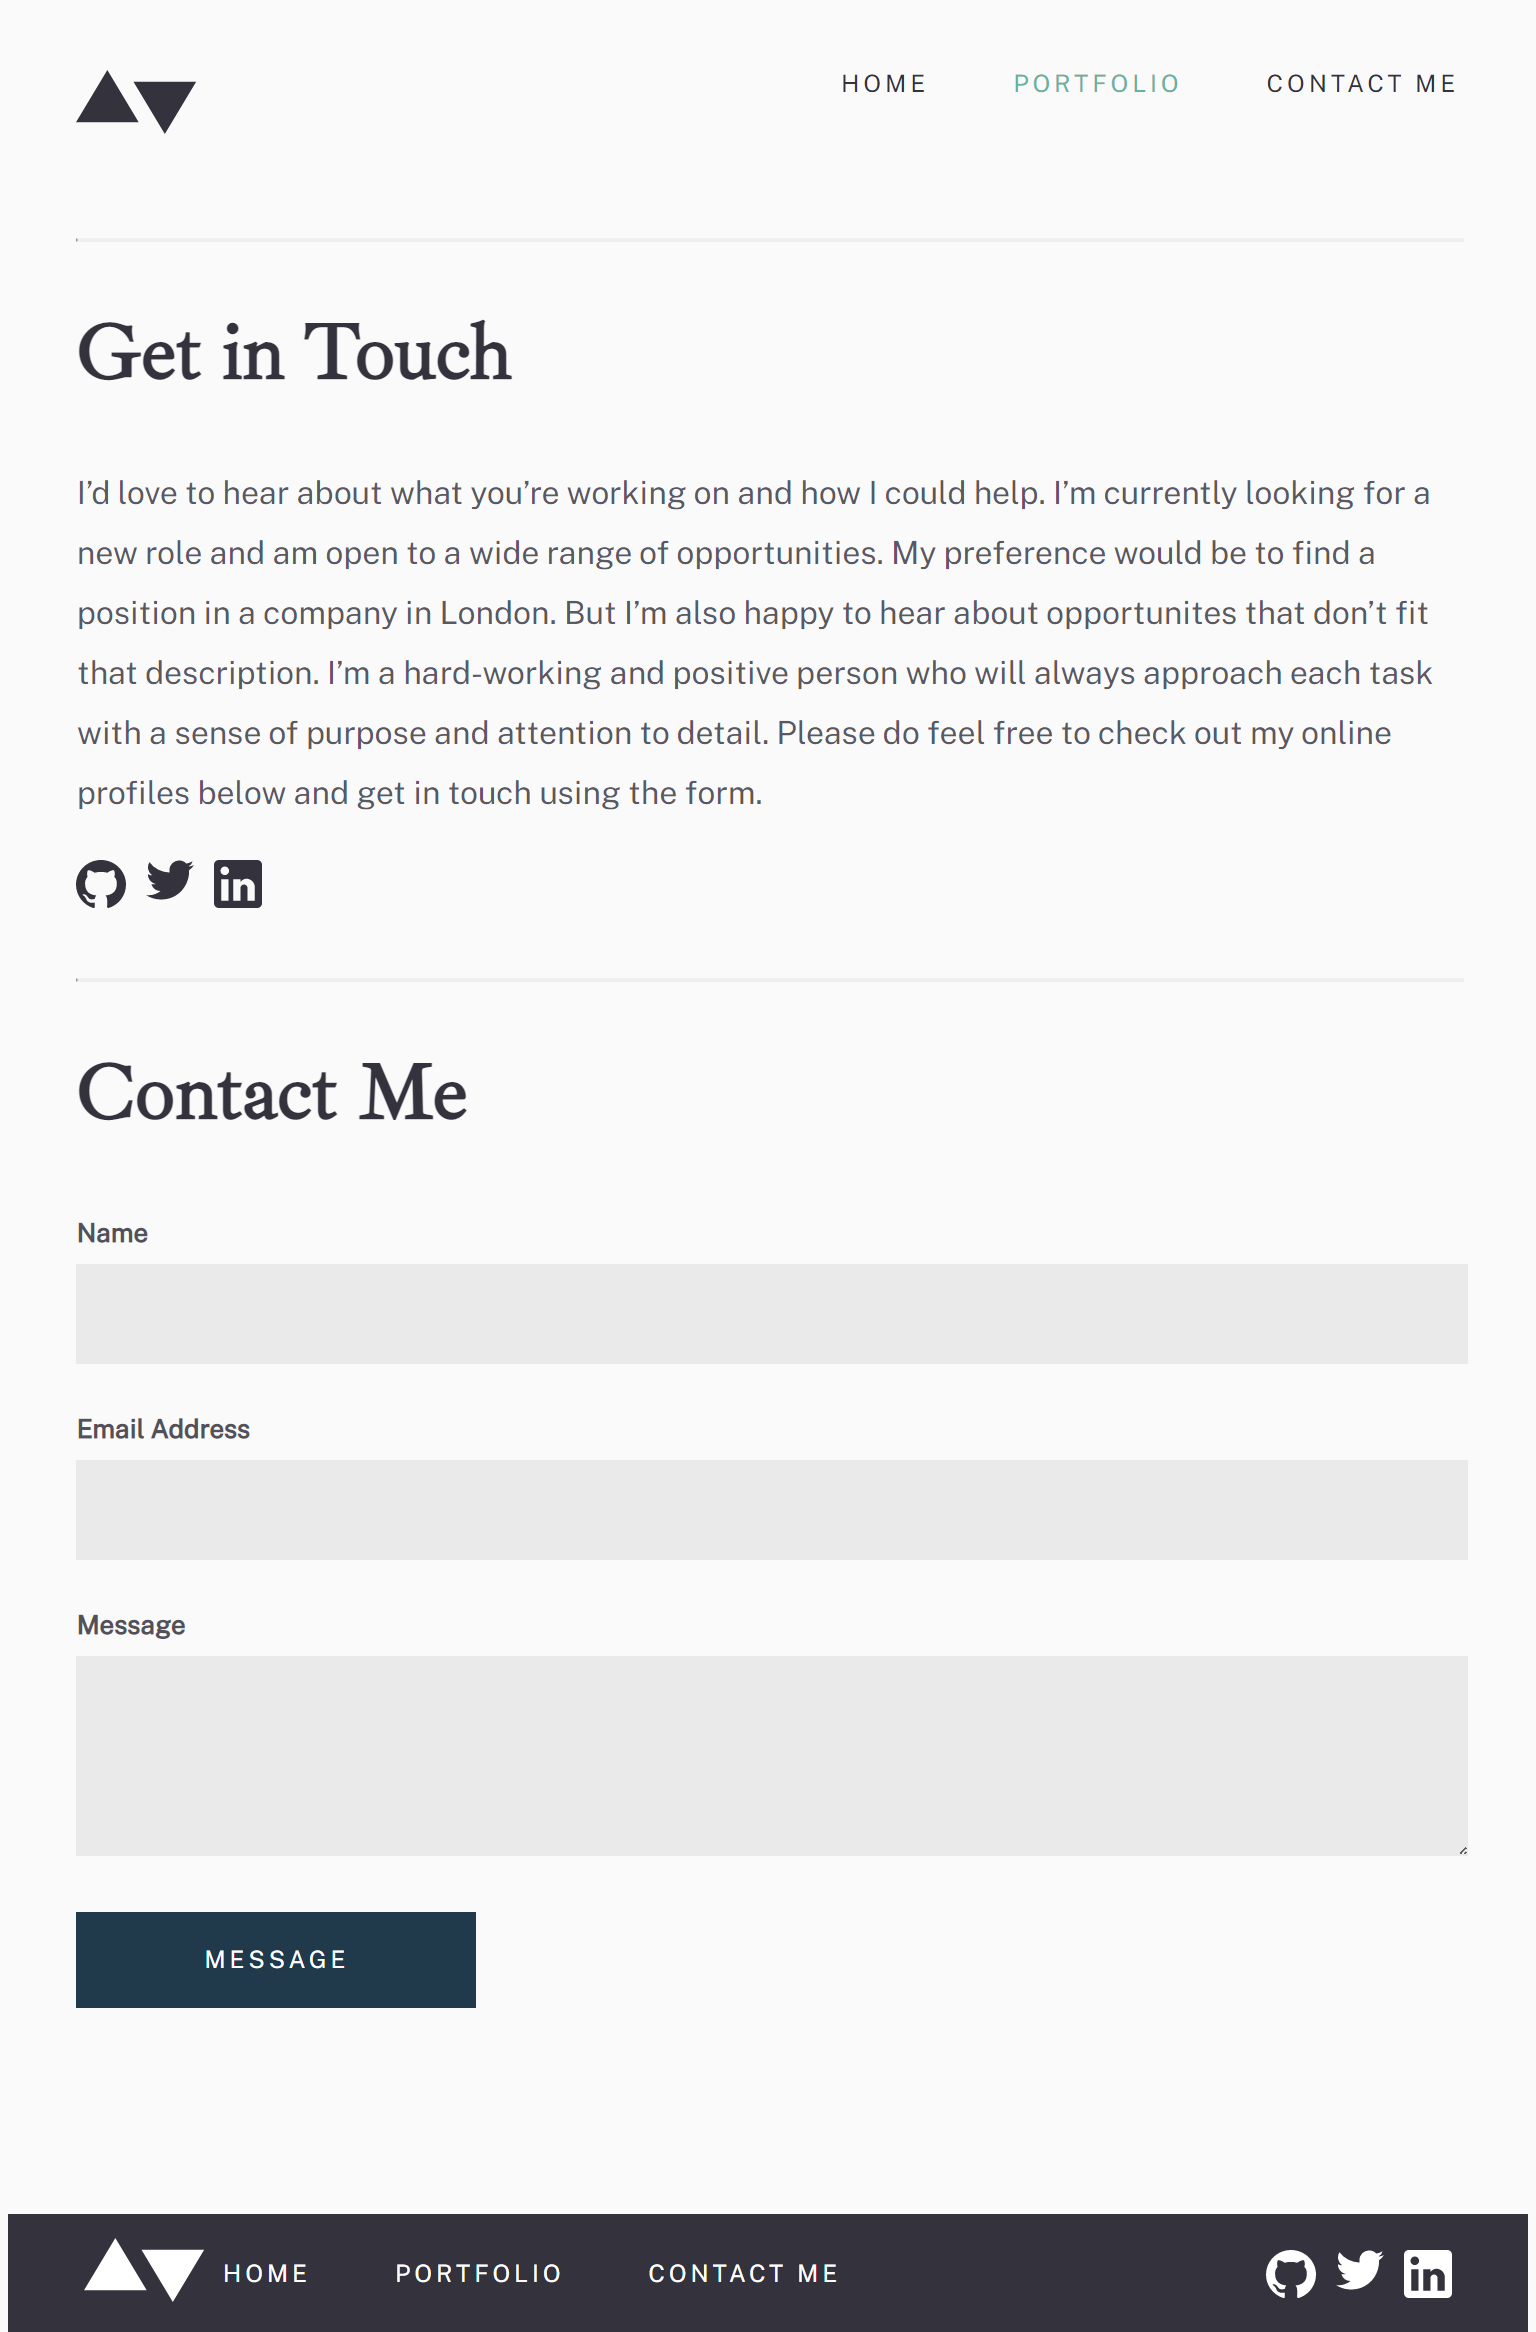 HOME PORTFOLIO CONTACT ME
Get in Touch
I’d love to hear about what you’re working on and how I could help. I’m currently looking for a
new role and am open to a wide range of opportunities. My preference would be to find a
position in a company in London. But I’m also happy to hear about opportunites that don’t fit
that description. I’m a hard-working and positive person who will always approach each task
with a sense of purpose and attention to detail. Please do feel free to check out my online
profiles below and get in touch using the form.
in
Contact Me
Name
Email Address
Message
MESSAGE
HOME PORTFOLIO CONTACT ME in